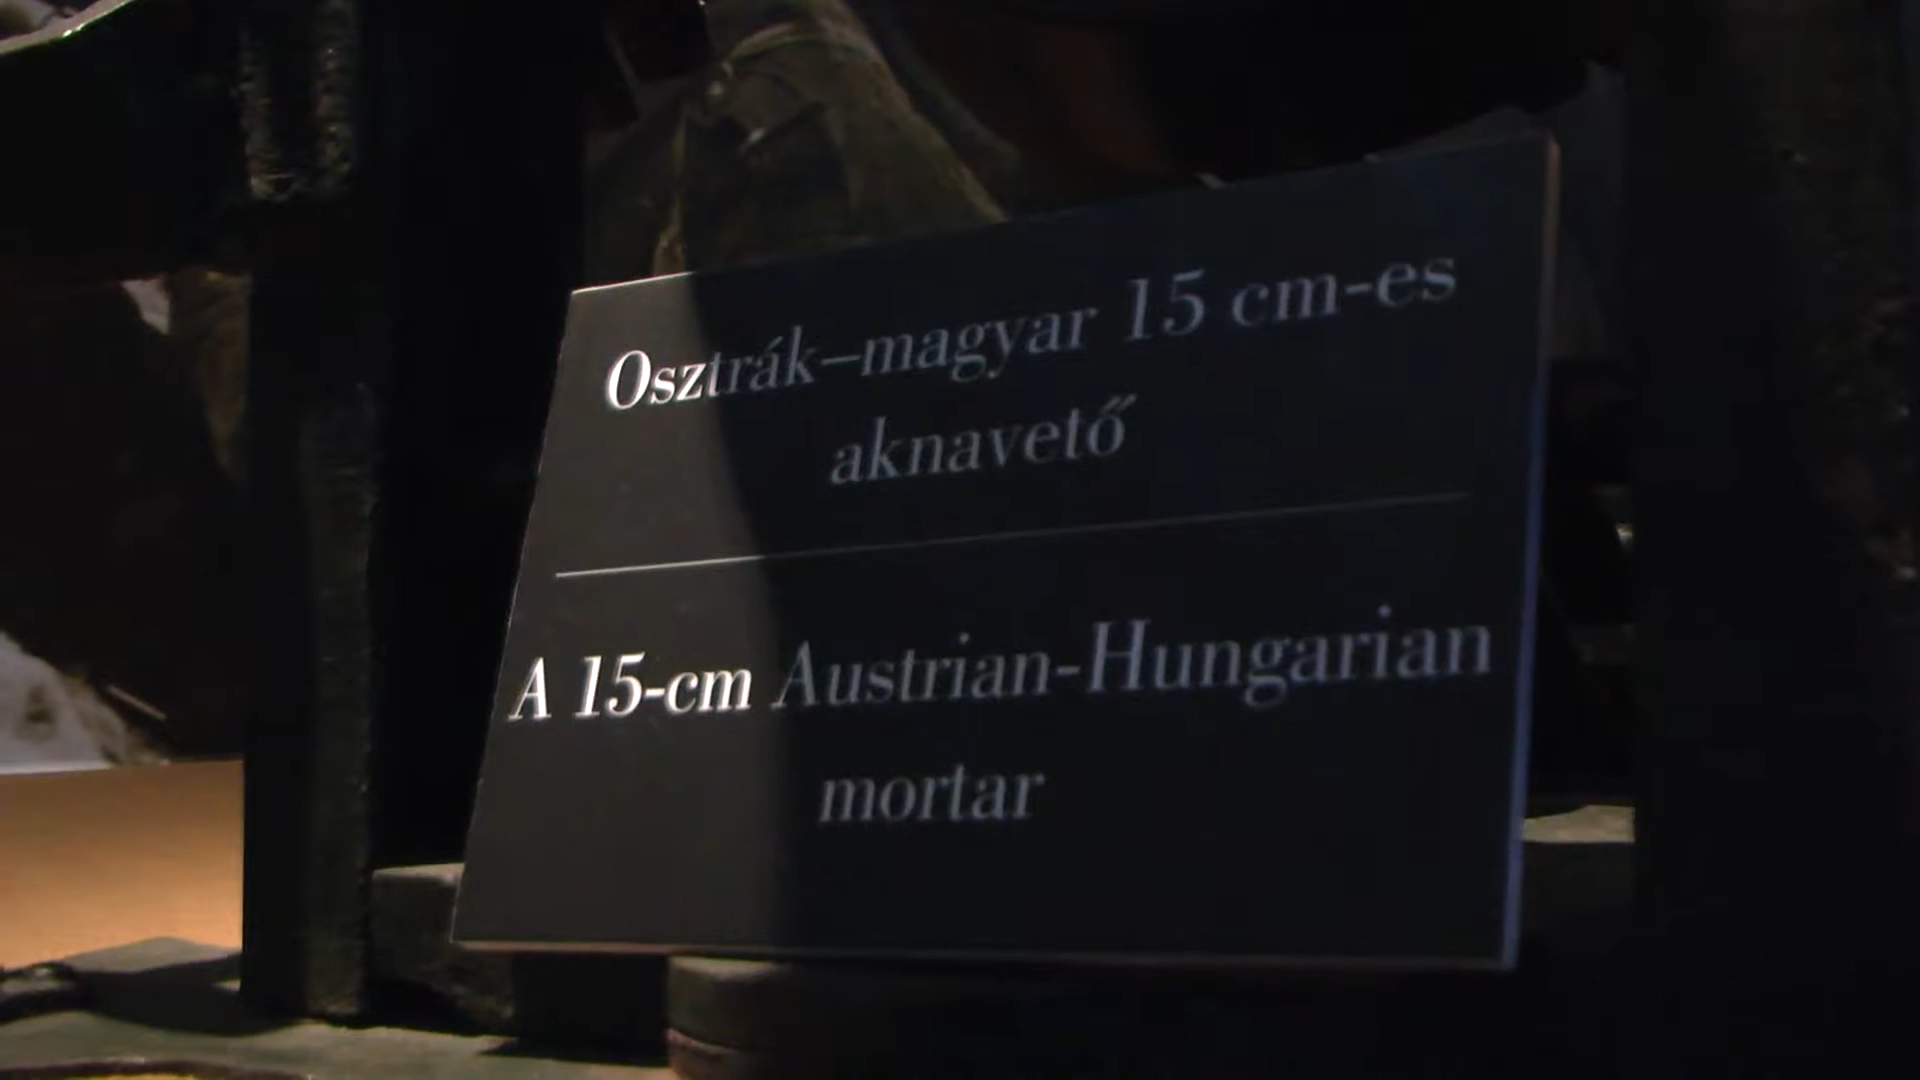 Osztrák–magyar 15 cm-es
aknavető
A 15-cm Austrian-Hungarian
mortar